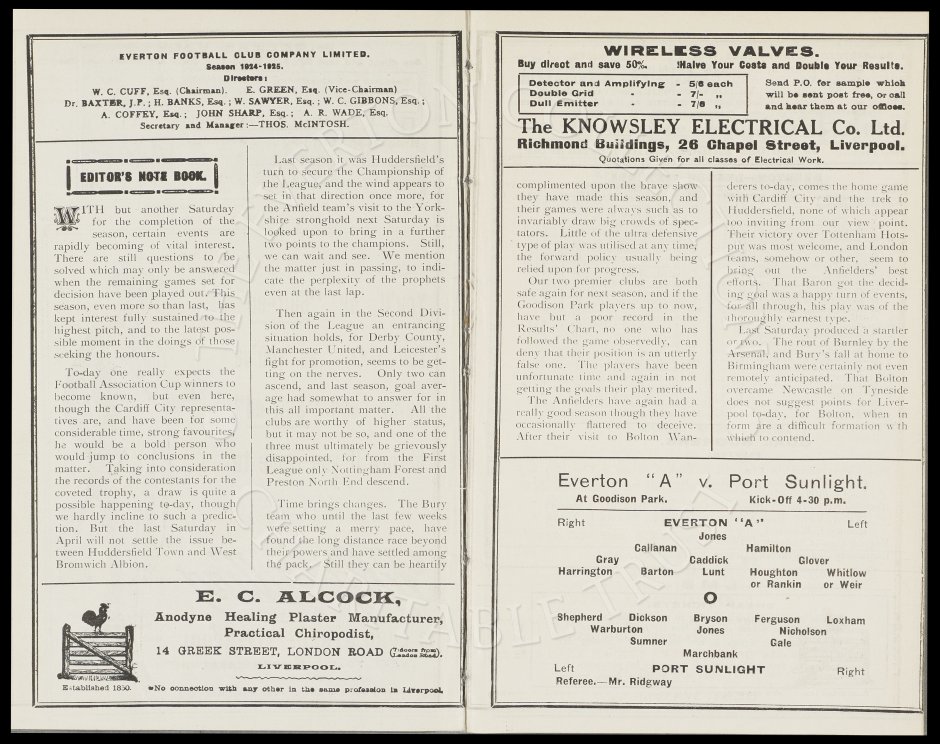 EVERTON FOOTBALL CLUB COMPANY LIMITED.
Season 1924-1925.
Directors:
W. C. CUFF, Esq. (Chairman). E. GREEN, Esq. (Vice-Chairman)
Dr. BAXTER, J.P.; H. BANKS, Esq.; W. SAWYER, Esq.; W. C. GIBBONS, Esq.;
A. COFFEY, Esq.; JOHN SHARP, Esq.; A. R. WADE, Esq.
Secretary and Manager:—THOS. McINTOSH.
EDITOR'S NOTE BOOK.
WITH but another Saturday
for the completion of the
season, certain events are
rapidly becoming of vital interest.
There are still questions to be
solved which may only be answered
when the remaining games set for
decision have been played out. This
season, even more so than last, has
kept interest fully sustained to the
highest pitch, and to the latest pos-
sible moment in the doings of those
seeking the honours.
To-day one really expects the
Football Association Cup winners to
become known, but even here,
though the Cardiff City representa-
tives are, and have been for some
considerable time, strong favourites,
he would be a bold person who
would jump to conclusions in the
matter. Taking into consideration
the records of the contestants for the
coveted trophy, a draw is quite a
possible happening to-day, though
we hardly incline to such a predic-
tion. But the last Saturday in
April will not settle the issue be-
tween Huddersfield Town and West
Bromwich Albion.
Last season it was Huddersfield's
turn to secure the Championship of
the League, and the wind appears to
set in that direction once more, for
the Anfield team's visit to the York-
shire stronghold next Saturday is
looked upon to bring in a further
two points to the champions. Still,
we can wait and see. We mention
the matter just in passing, to indi-
cate the perplexity of the prophets
even at the last lap.
Then again in the Second Divi-
sion of the League an entrancing
situation holds, for Derby County,
Manchester United, and Leicester's
fight for promotion, seems to be get-
ting on the nerves. Only two can
ascend, and last season, goal aver-
age had somewhat to answer for in
this all important matter. All the
clubs are worthy of higher status,
but it may not be so, and one of the
three must ultimately be grievously
disappointed, for from the First
League only Nottingham Forest and
Preston North End descend.
Time brings changes. The Bury
team who until the last few weeks
were setting a merry pace, have
found the long distance race beyond
their powers and have settled among
the pack. Still they can be heartily
E. C. ALCOCK,
Anodyne Healing Plaster Manufacturer,
Practical Chiropodist,
14 GREEK STREET, LONDON ROAD (7 doors from London Road).
LIVERPOOL.
Established 1850. No connection with any other in the same profession in Liverpool.
WIRELESS VALVES.
Buy direct and save 50%. !Halve Your Costs and Double Your Results.
Detector and Amplifying - 5/6 each
Double Grid - - 7/- „
Dull Emitter - - 7/6 „
Send P.O. for sample which
will be sent post free, or call
and hear them at our offices.
The KNOWSLEY ELECTRICAL Co. Ltd.
Richmond Buildings, 26 Chapel Street, Liverpool.
Quotations Given for all classes of Electrical Work.
complimented upon the brave show
they have made this season, and
their games were always such as to
invariably draw big crowds of spec-
tators. Little of the ultra defensive
type of play was utilised at any time,
the forward policy usually being
relied upon for progress.
Our two premier clubs are both
safe again for next season, and if the
Goodison Park players up to now,
have but a poor record in the
Results' Chart, no one who has
followed the game observedly, can
deny that their position is an utterly
false one. The players have been
unfortunate time and again in not
getting the goals their play merited.
The Anfielders have again had a
really good season though they have
occasionally flattered to deceive.
After their visit to Bolton Wan-
derers to-day, comes the home game
with Cardiff City and the trek to
Huddersfield, none of which appear
too inviting from our view point.
Their victory over Tottenham Hots-
pur was most welcome, and London
teams, somehow or other, seem to
bring out the Anfielders' best
efforts. That Baron got the decid-
ing goal was a happy turn of events,
for all through, his play was of the
thoroughly earnest type.
Last Saturday produced a startler
or two. The rout of Burnley by the
Arsenal, and Bury's fall at home to
Birmingham were certainly not even
remotely anticipated. That Bolton
overcame Newcastle on Tyneside
does not suggest points for Liver-
pool to-day, for Bolton, when in
form are a difficult formation with
which to contend.
Everton "A" v. Port Sunlight.
At Goodison Park. Kick-Off 4-30 p.m.
Right EVERTON "A" Left
Jones
Callanan Hamilton
Gray Caddick Glover
Harrington Barton Lunt Houghton Whitlow
or Rankin or Weir
O
Shepherd Dickson Bryson Ferguson Loxham
Warburton Jones Nicholson
Sumner Gale
Marchbank
Left PORT SUNLIGHT Right
Referee.—Mr. Ridgway